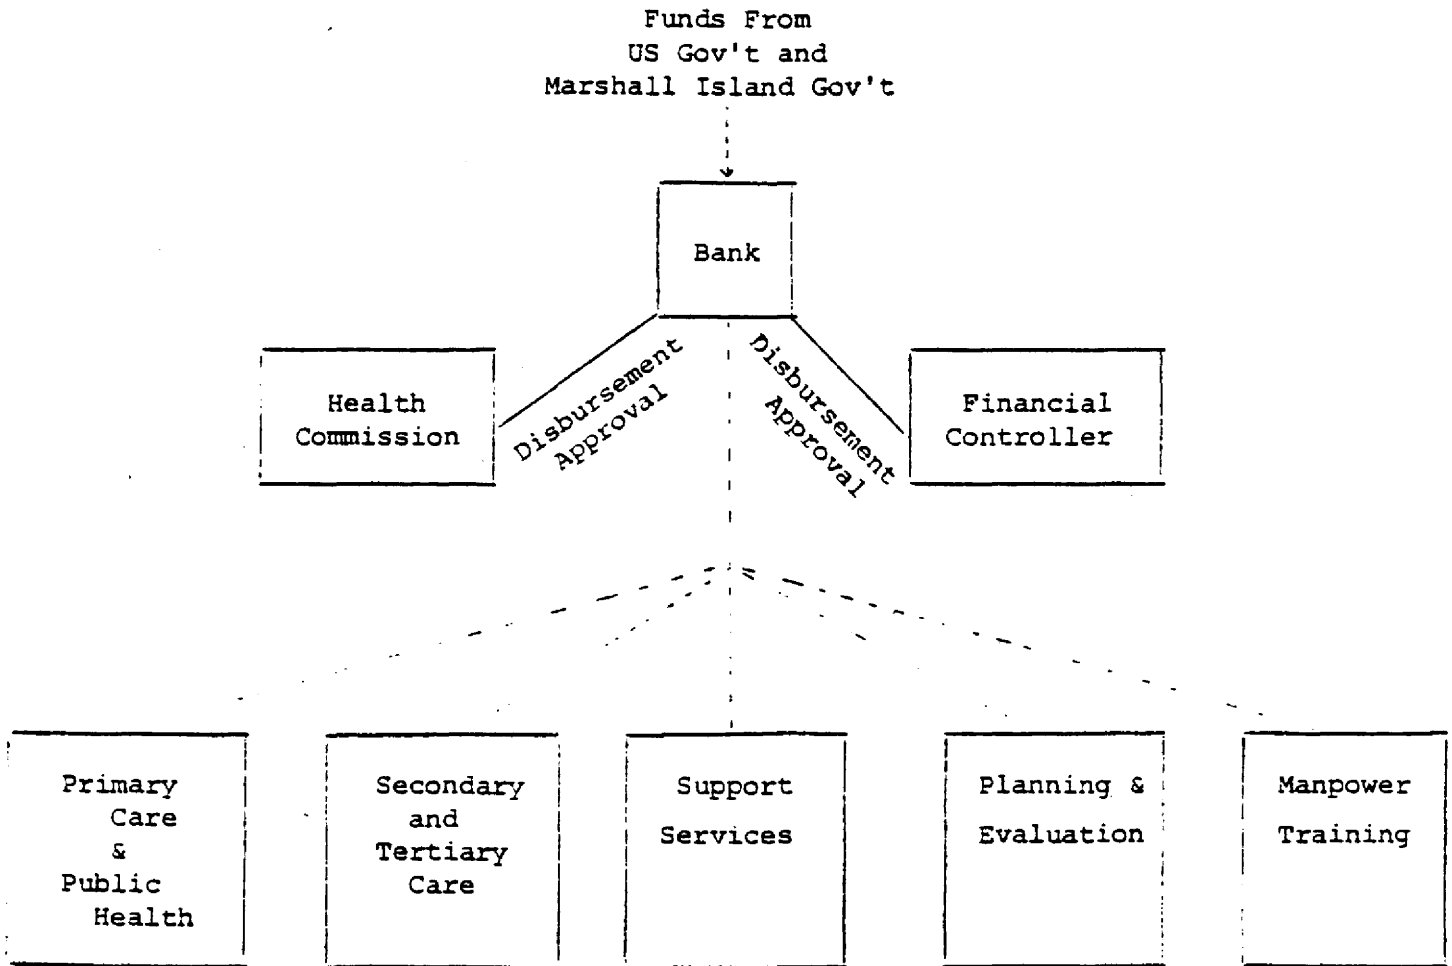 Funds From
US Gov't and
Marshall Island Gov't
Bank
Health
Commission
Disbursement
Approval
Disbursement
Approval
Financial
Controller
Primary
Care
&
Public
Health
Secondary
and
Tertiary
Care
Support
Services
Planning &
Evaluation
Manpower
Training